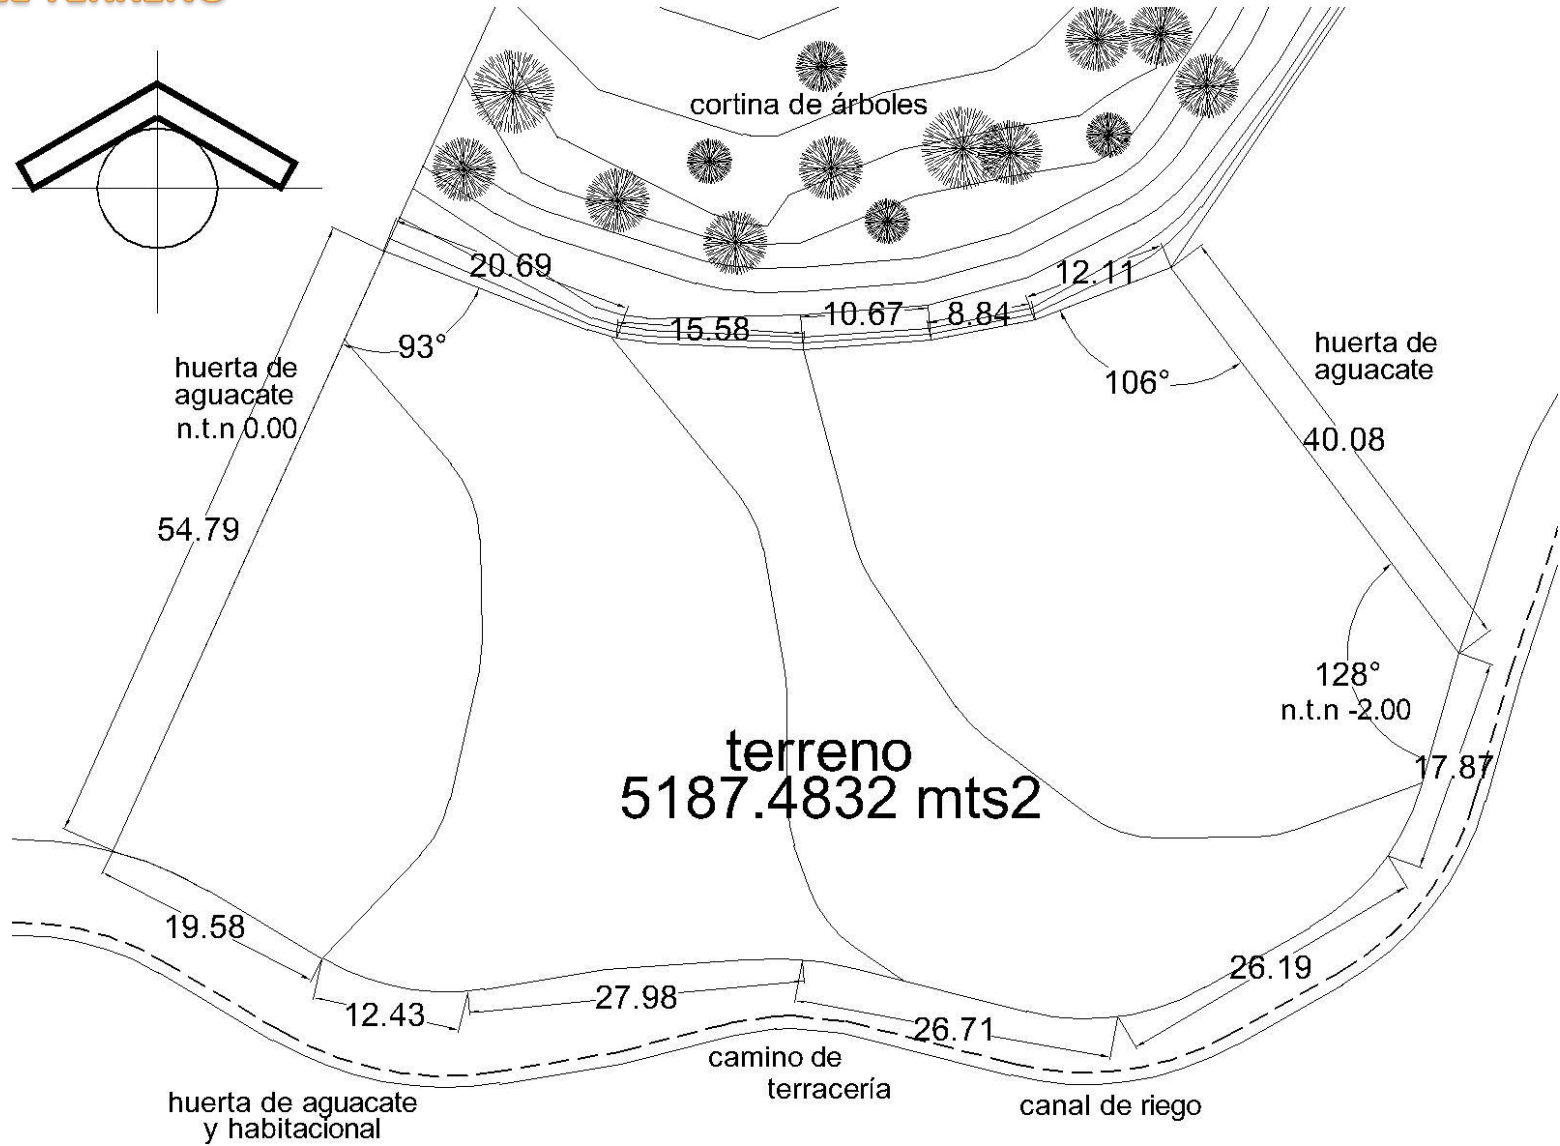 TERRENO
cortina de árboles
20.69
12.11
15.58
10.67
8.84
93°
106°
huerta de
aguacate
n.t.n 0.00
huerta de
aguacate
40.08
54.79
128°
n.t.n -2.00
terreno
5187.4832 mts2
17.87
19.58
12.43
27.98
26.71
26.19
camino de
terracería
canal de riego
huerta de aguacate
y habitacional